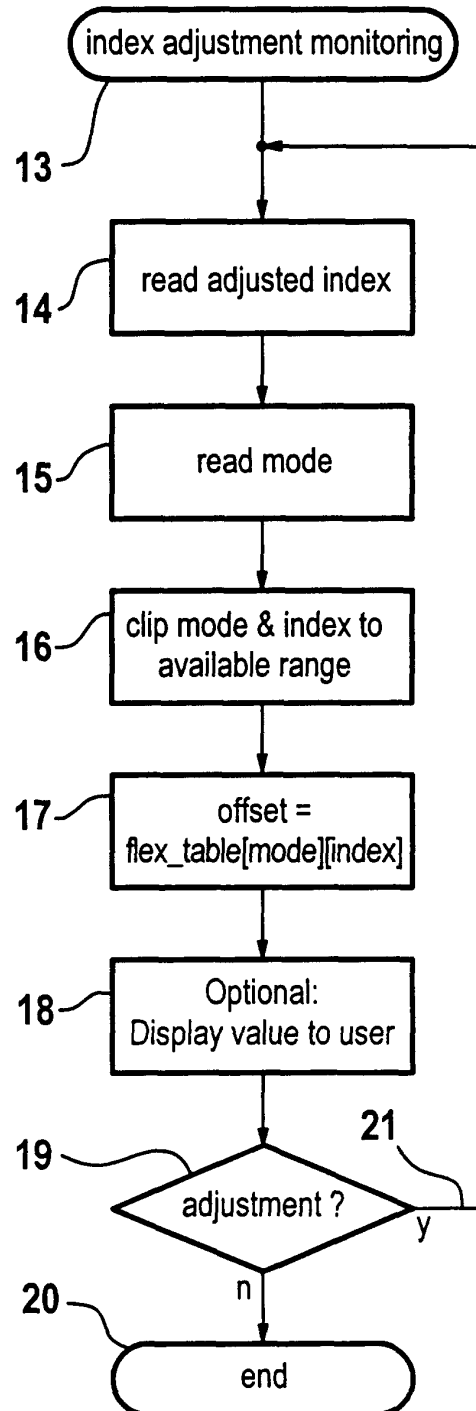 index adjustment monitoring
13
read adjusted index
14
read mode
15
clip mode & index to
available range
16
offset =
flex_table[mode][index]
17
Optional:
Display value to user
18
19
21
adjustment ?
y
n
20
end